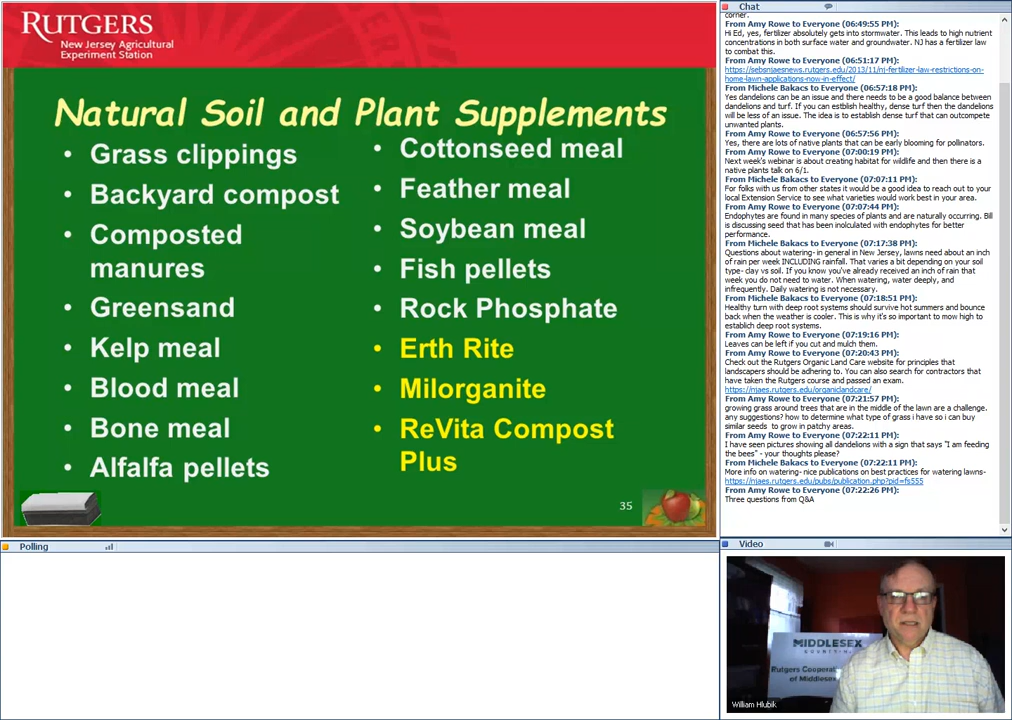 RUTGERS
New Jersey Agricultural
Experiment Station
Natural Soil and Plant Supplements
• Grass clippings
• Backyard compost
• Composted
manures
• Greensand
• Kelp meal
• Blood meal
• Bone meal
• Alfalfa pellets
• Cottonseed meal
• Feather meal
• Soybean meal
• Fish pellets
• Rock Phosphate
• Erth Rite
• Milorganite
• ReVita Compost
Plus
35
Chat
corner.
From Amy Rowe to Everyone (06:49:55 PM):
Hi Ed, yes, fertilizer absolutely gets into stormwater. This leads to high nutrient
concentrations in both surface water and groundwater. NJ has a fertilizer law
to combat this.
From Amy Rowe to Everyone (06:51:17 PM):
https://sebsnjaesnews.rutgers.edu/2013/11/nj-fertilizer-law-restrictions-on-
home-lawn-applications-now-in-effect/
From Michele Bakacs to Everyone (06:57:18 PM):
Yes dandelions can be an issue and there needs to be a good balance between
dandelions and turf. If you can estblish healthy, dense turf then the dandelions
will be less of an issue. The idea is to establish dense turf that can outcompete
unwanted plants.
From Amy Rowe to Everyone (06:57:56 PM):
Yes, there are lots of native plants that can be early blooming for pollinators.
From Amy Rowe to Everyone (07:00:19 PM):
Next week's webinar is about creating habitat for wildlife and then there is a
native plants talk on 6/1.
From Michele Bakacs to Everyone (07:07:11 PM):
For folks with us from other states it would be a good idea to reach out to your
local Extension Service to see what varieties would work best in your area.
From Amy Rowe to Everyone (07:07:44 PM):
Endophytes are found in many species of plants and are naturally occurring. Bill
is discussing seed that has been inolculated with endophytes for better
performance.
From Michele Bakacs to Everyone (07:17:38 PM):
Questions about watering- in general in New Jersey, lawns need about an inch
of rain per week INCLUDING rainfall. That varies a bit depending on your soil
type- clay vs soil. If you know you've already received an inch of rain that
week you do not need to water. When watering, water deeply, and
infrequently. Daily watering is not necessary.
From Michele Bakacs to Everyone (07:18:51 PM):
Healthy turn with deep root systems should survive hot summers and bounce
back when the weather is cooler. This is why it's so important to mow high to
establich deep root systems.
From Amy Rowe to Everyone (07:19:16 PM):
Leaves can be left if you cut and mulch them.
From Amy Rowe to Everyone (07:20:43 PM):
Check out the Rutgers Organic Land Care website for principles that
landscapers should be adhering to. You can also search for contractors that
have taken the Rutgers course and passed an exam.
https://njaes.rutgers.edu/organiclandcare/
From Amy Rowe to Everyone (07:21:57 PM):
growing grass around trees that are in the middle of the lawn are a challenge.
any suggestions? how to determine what type of grass i have so i can buy
similar seeds to grow in patchy areas.
From Amy Rowe to Everyone (07:22:11 PM):
I have seen pictures showing all dandelions with a sign that says "I am feeding
the bees" - your thoughts please?
From Michele Bakacs to Everyone (07:22:11 PM):
More info on watering- nice publications on best practices for watering lawns-
https://njaes.rutgers.edu/pubs/publication.php?pid=fs555
From Amy Rowe to Everyone (07:22:26 PM):
Three questions from Q&A
Polling
Video
MIDDLESEX
Rutgers Coopera
of Middlesex
William Hlubik